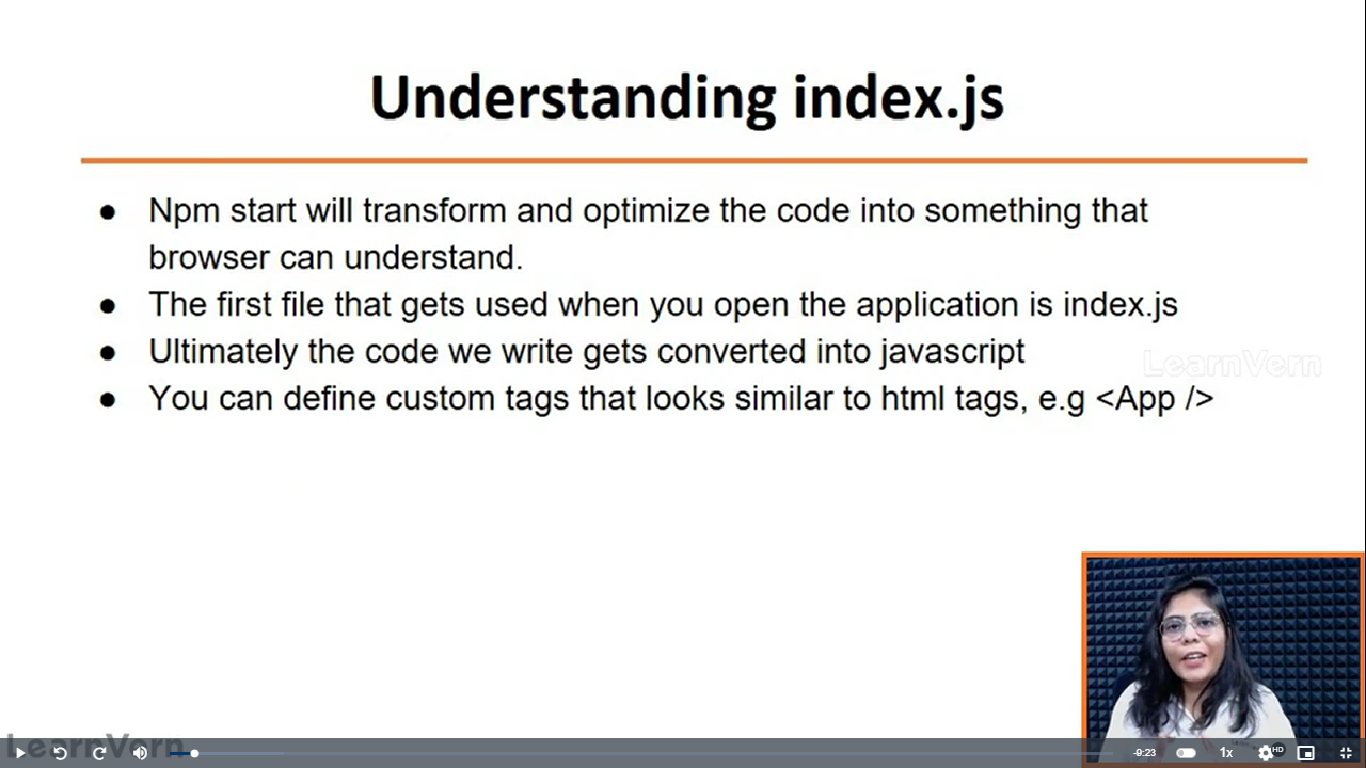 Understanding index.js
● Npm start will transform and optimize the code into something that
browser can understand.
● The first file that gets used when you open the application is index.js
● Ultimately the code we write gets converted into javascript
LearnVern
● You can define custom tags that looks similar to html tags, e.g <App />
LearnVern
-9:23
1x
HD